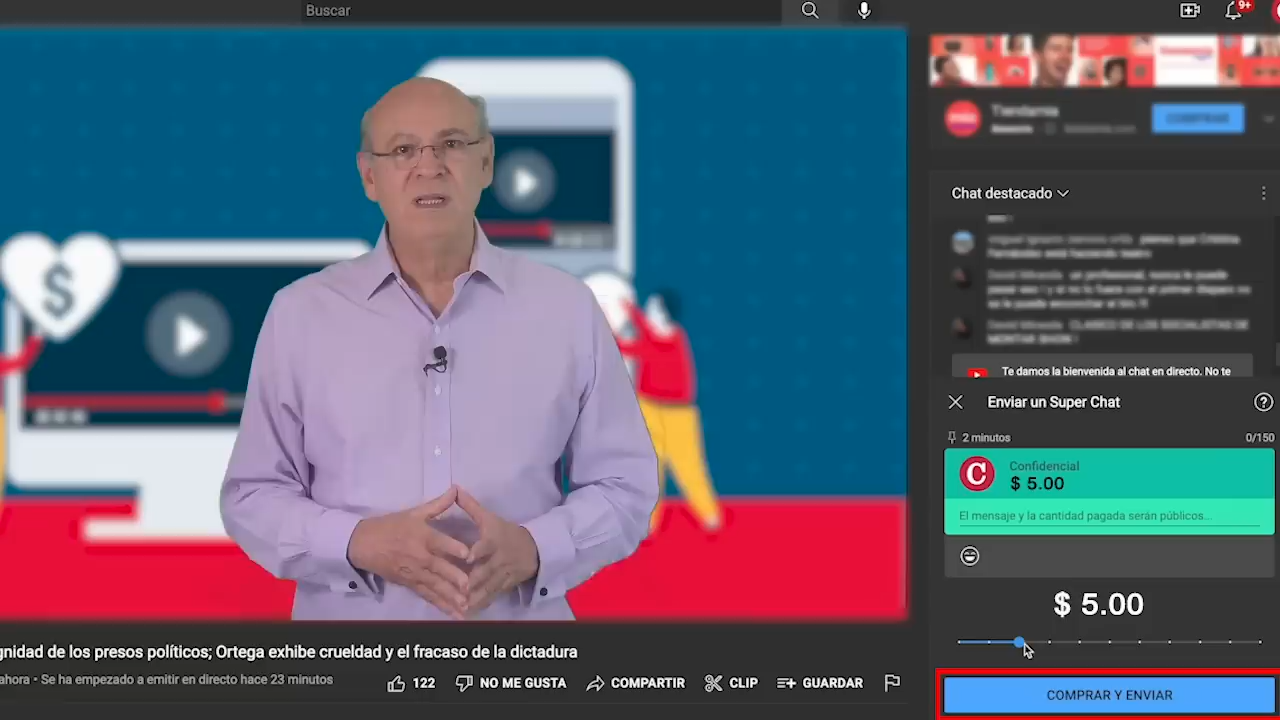 Buscar
9+
COMPRAR
Chat destacado
Te damos la bienvenida al chat en directo. No te
Enviar un Super Chat
2 minutos
0/150
C
Confidencial
$ 5.00
El mensaje y la cantidad pagada serán públicos...
$ 5.00
COMPRAR Y ENVIAR
$
gnidad de los presos políticos; Ortega exhibe crueldad y el fracaso de la dictadura
ahora • Se ha empezado a emitir en directo hace 23 minutos
122
NO ME GUSTA
COMPARTIR
CLIP
GUARDAR